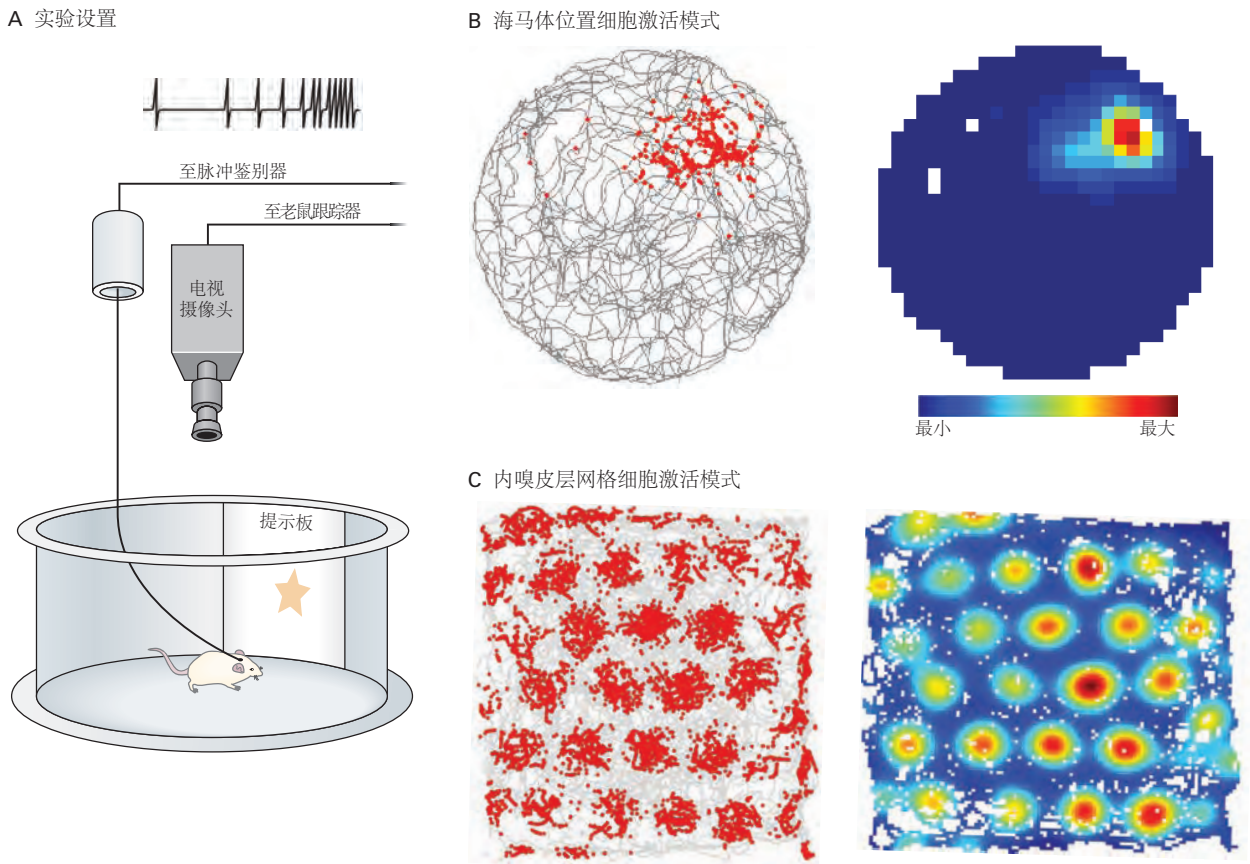 A 实验设置
至脉冲鉴别器
至老鼠跟踪器
电视
摄像头
提示板
B 海马体位置细胞激活模式
最小
最大
C 内嗅皮层网格细胞激活模式